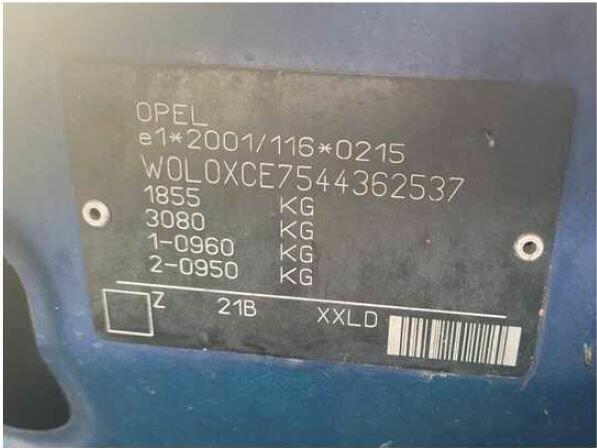 OPEL
e1*2001/116*0215
W0L0XCE7544362537
1855 KG
3080 KG
1-0960 KG
2-0950 KG
Z 21B XXLD